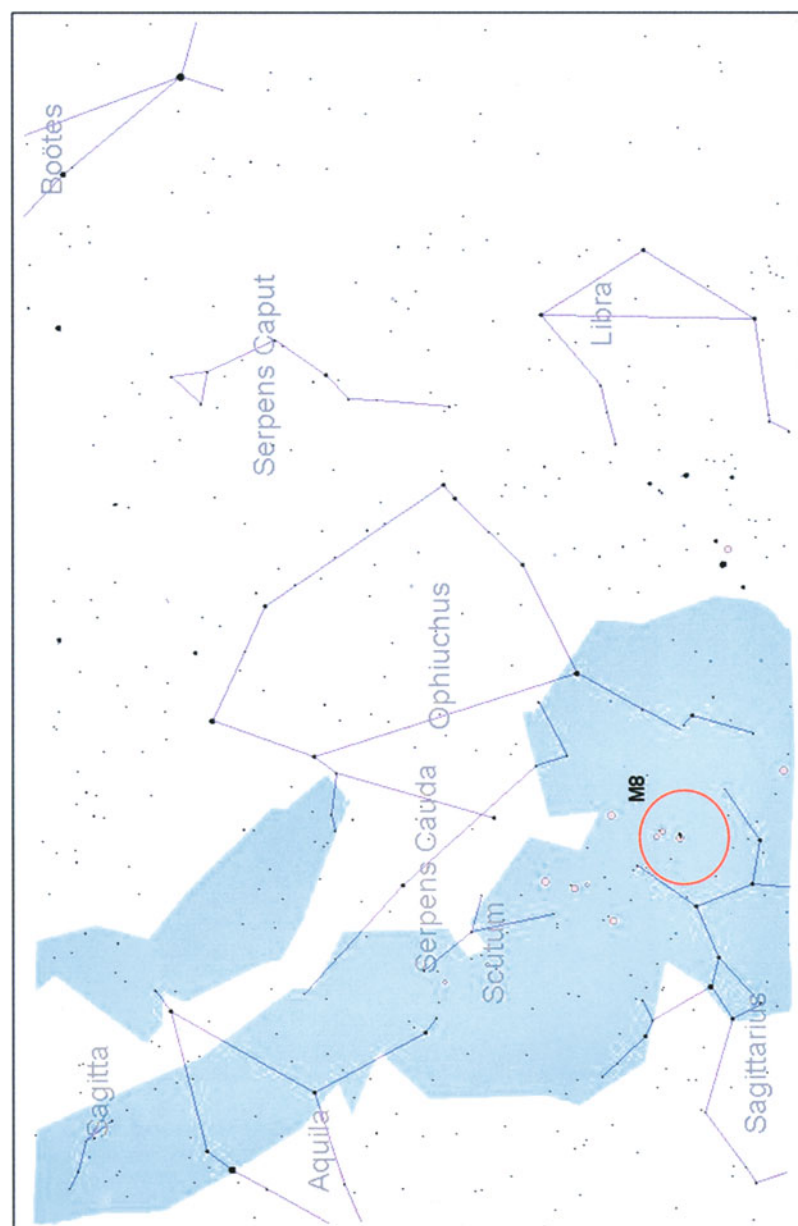 Boötes
Serpens Caput
Libra
Ophiuchus
M8
Serpens Cauda
Scutum
Sagitta
Aquila
Sagittarius